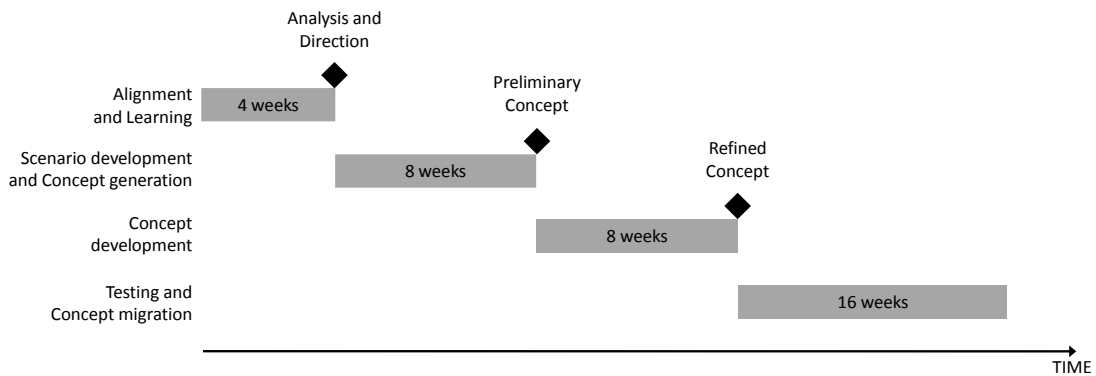 Analysis and
Direction
Preliminary
Concept
Alignment
and Learning
4 weeks
Refined
Concept
Scenario development
and Concept generation
8 weeks
Concept
development
8 weeks
Testing and
Concept migration
16 weeks
TIME